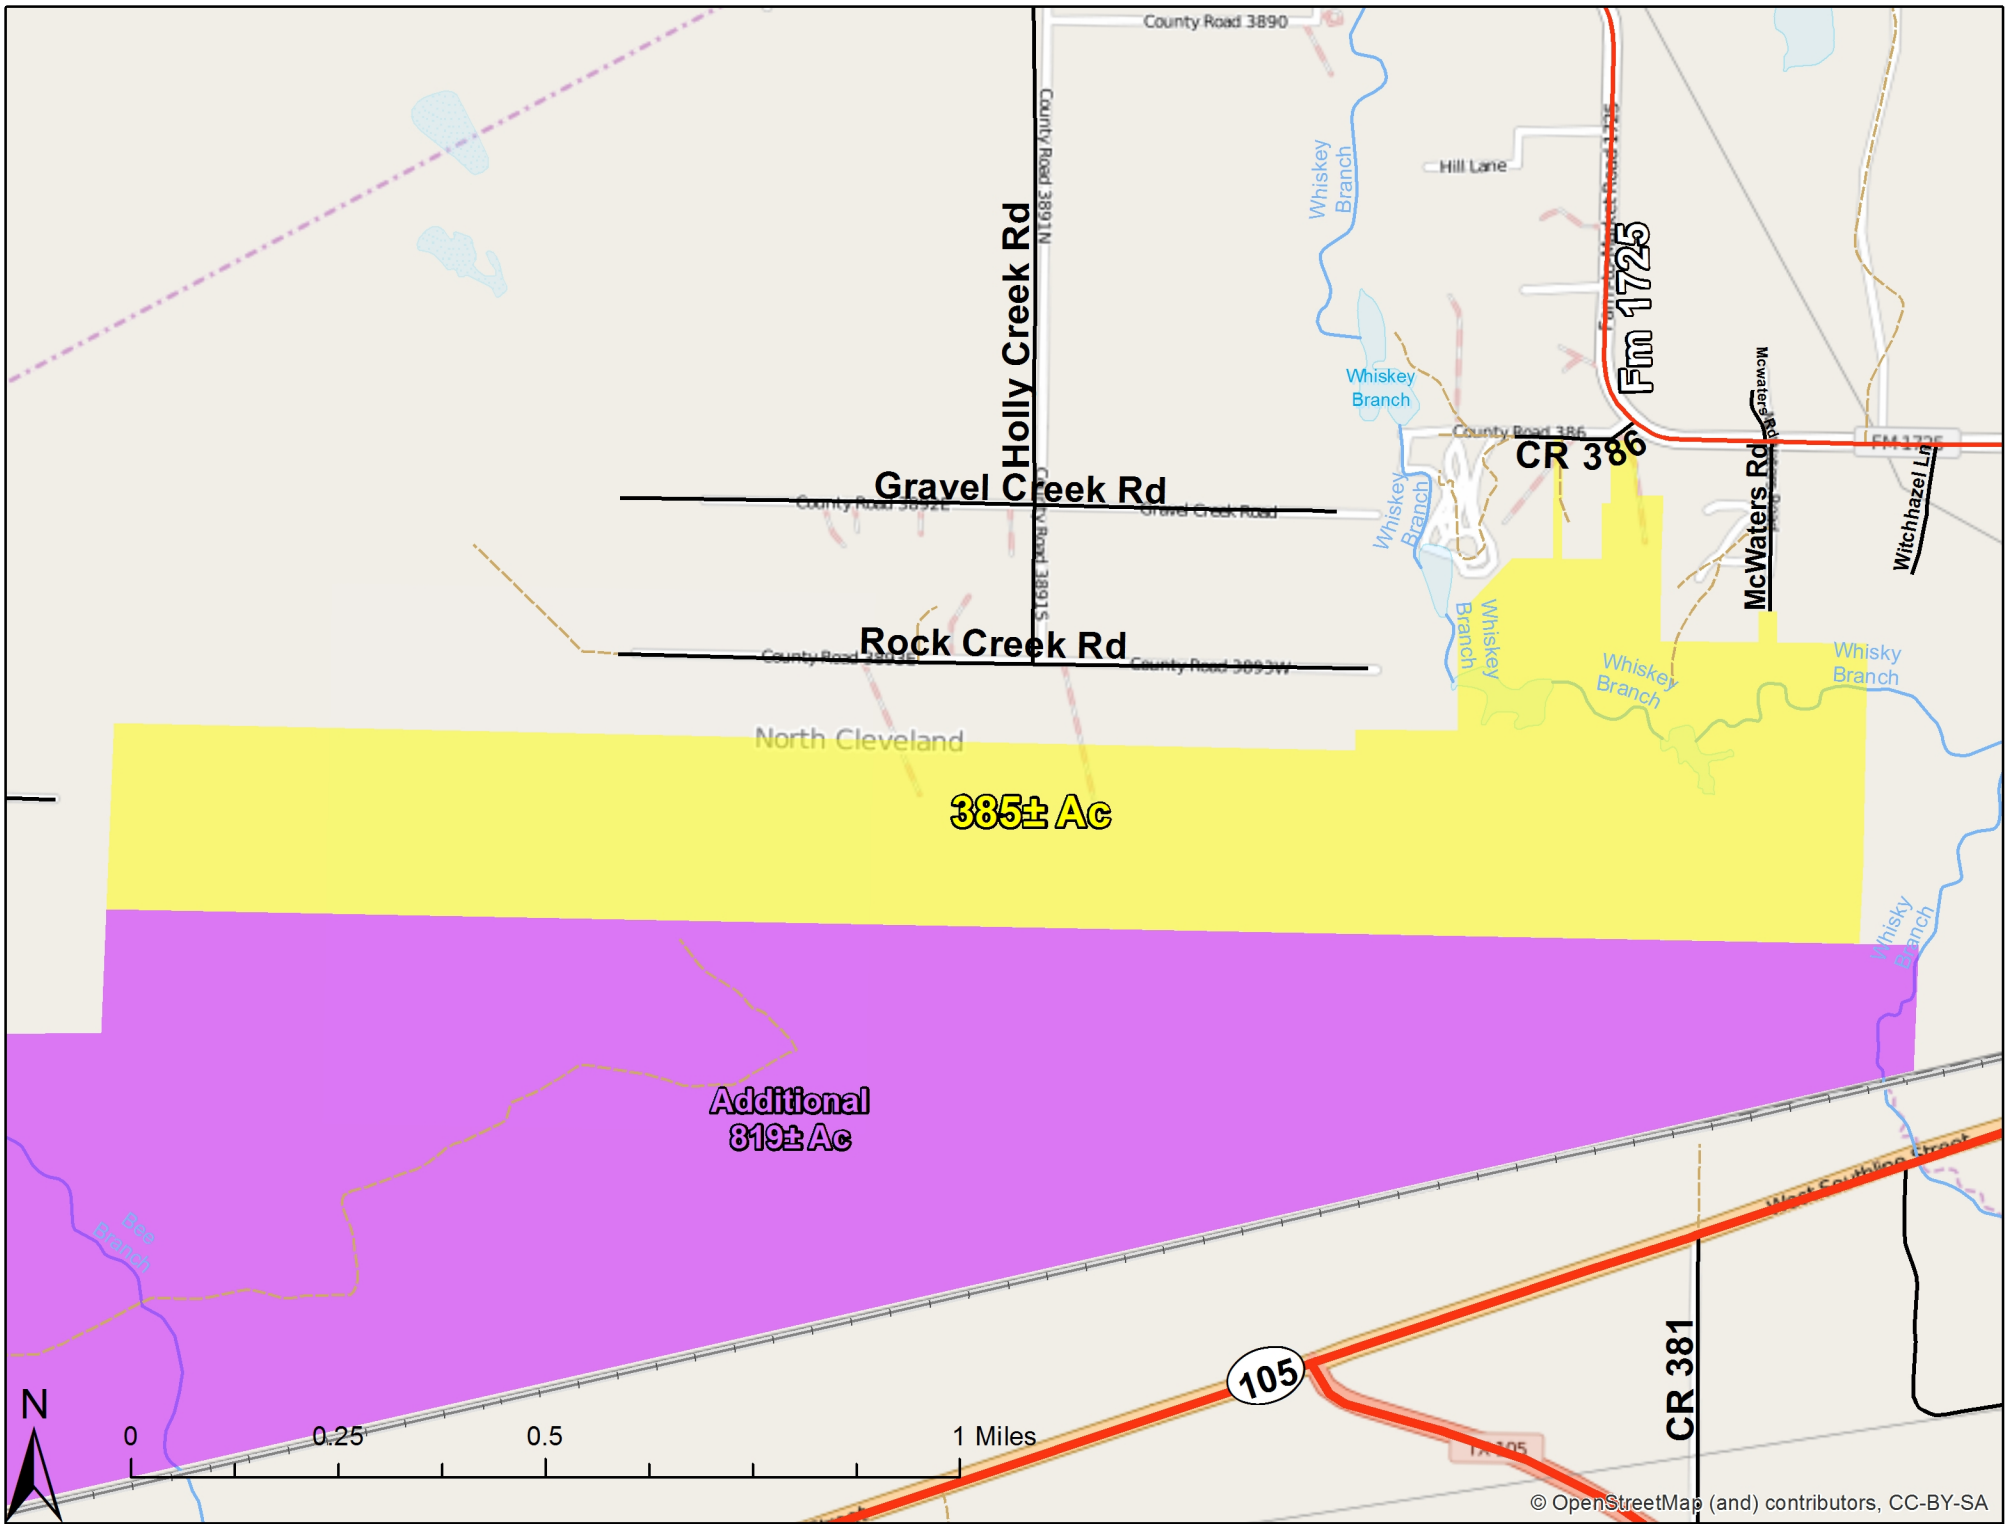 County Road 3890
County Road 3891N
Whiskey
Branch
Hill Lane
Holly Creek Rd
Fm 1725
Whiskey
Branch
Mcwaters Rd
County Road 386
CR 386
FM 1725
Gravel Creek Rd
County Road 3892E
Gravel Creek Road
Whiskey
Branch
McWaters Rd
Witchhazel Ln
County Road 3891S
Rock Creek Rd
County Road 3893E
County Road 3893W
Whiskey
Branch
Whiskey
Branch
Whisky
Branch
North Cleveland
385± Ac
Whisky
Branch
Additional
819± Ac
West Southline Street
Bee
Branch
105
CR 381
TX 105
N
0 0.25 0.5 1 Miles
© OpenStreetMap (and) contributors, CC-BY-SA